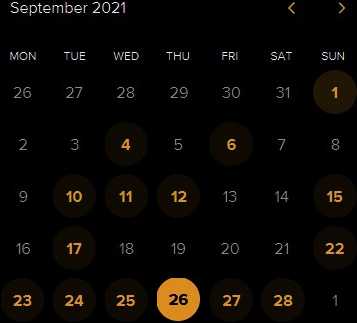 September 2021
MON TUE WED THU FRI SAT SUN
26 27 28 29 30 31 1
2 3 4 5 6 7 8
9 10 11 12 13 14 15
16 17 18 19 20 21 22
23 24 25 26 27 28 1